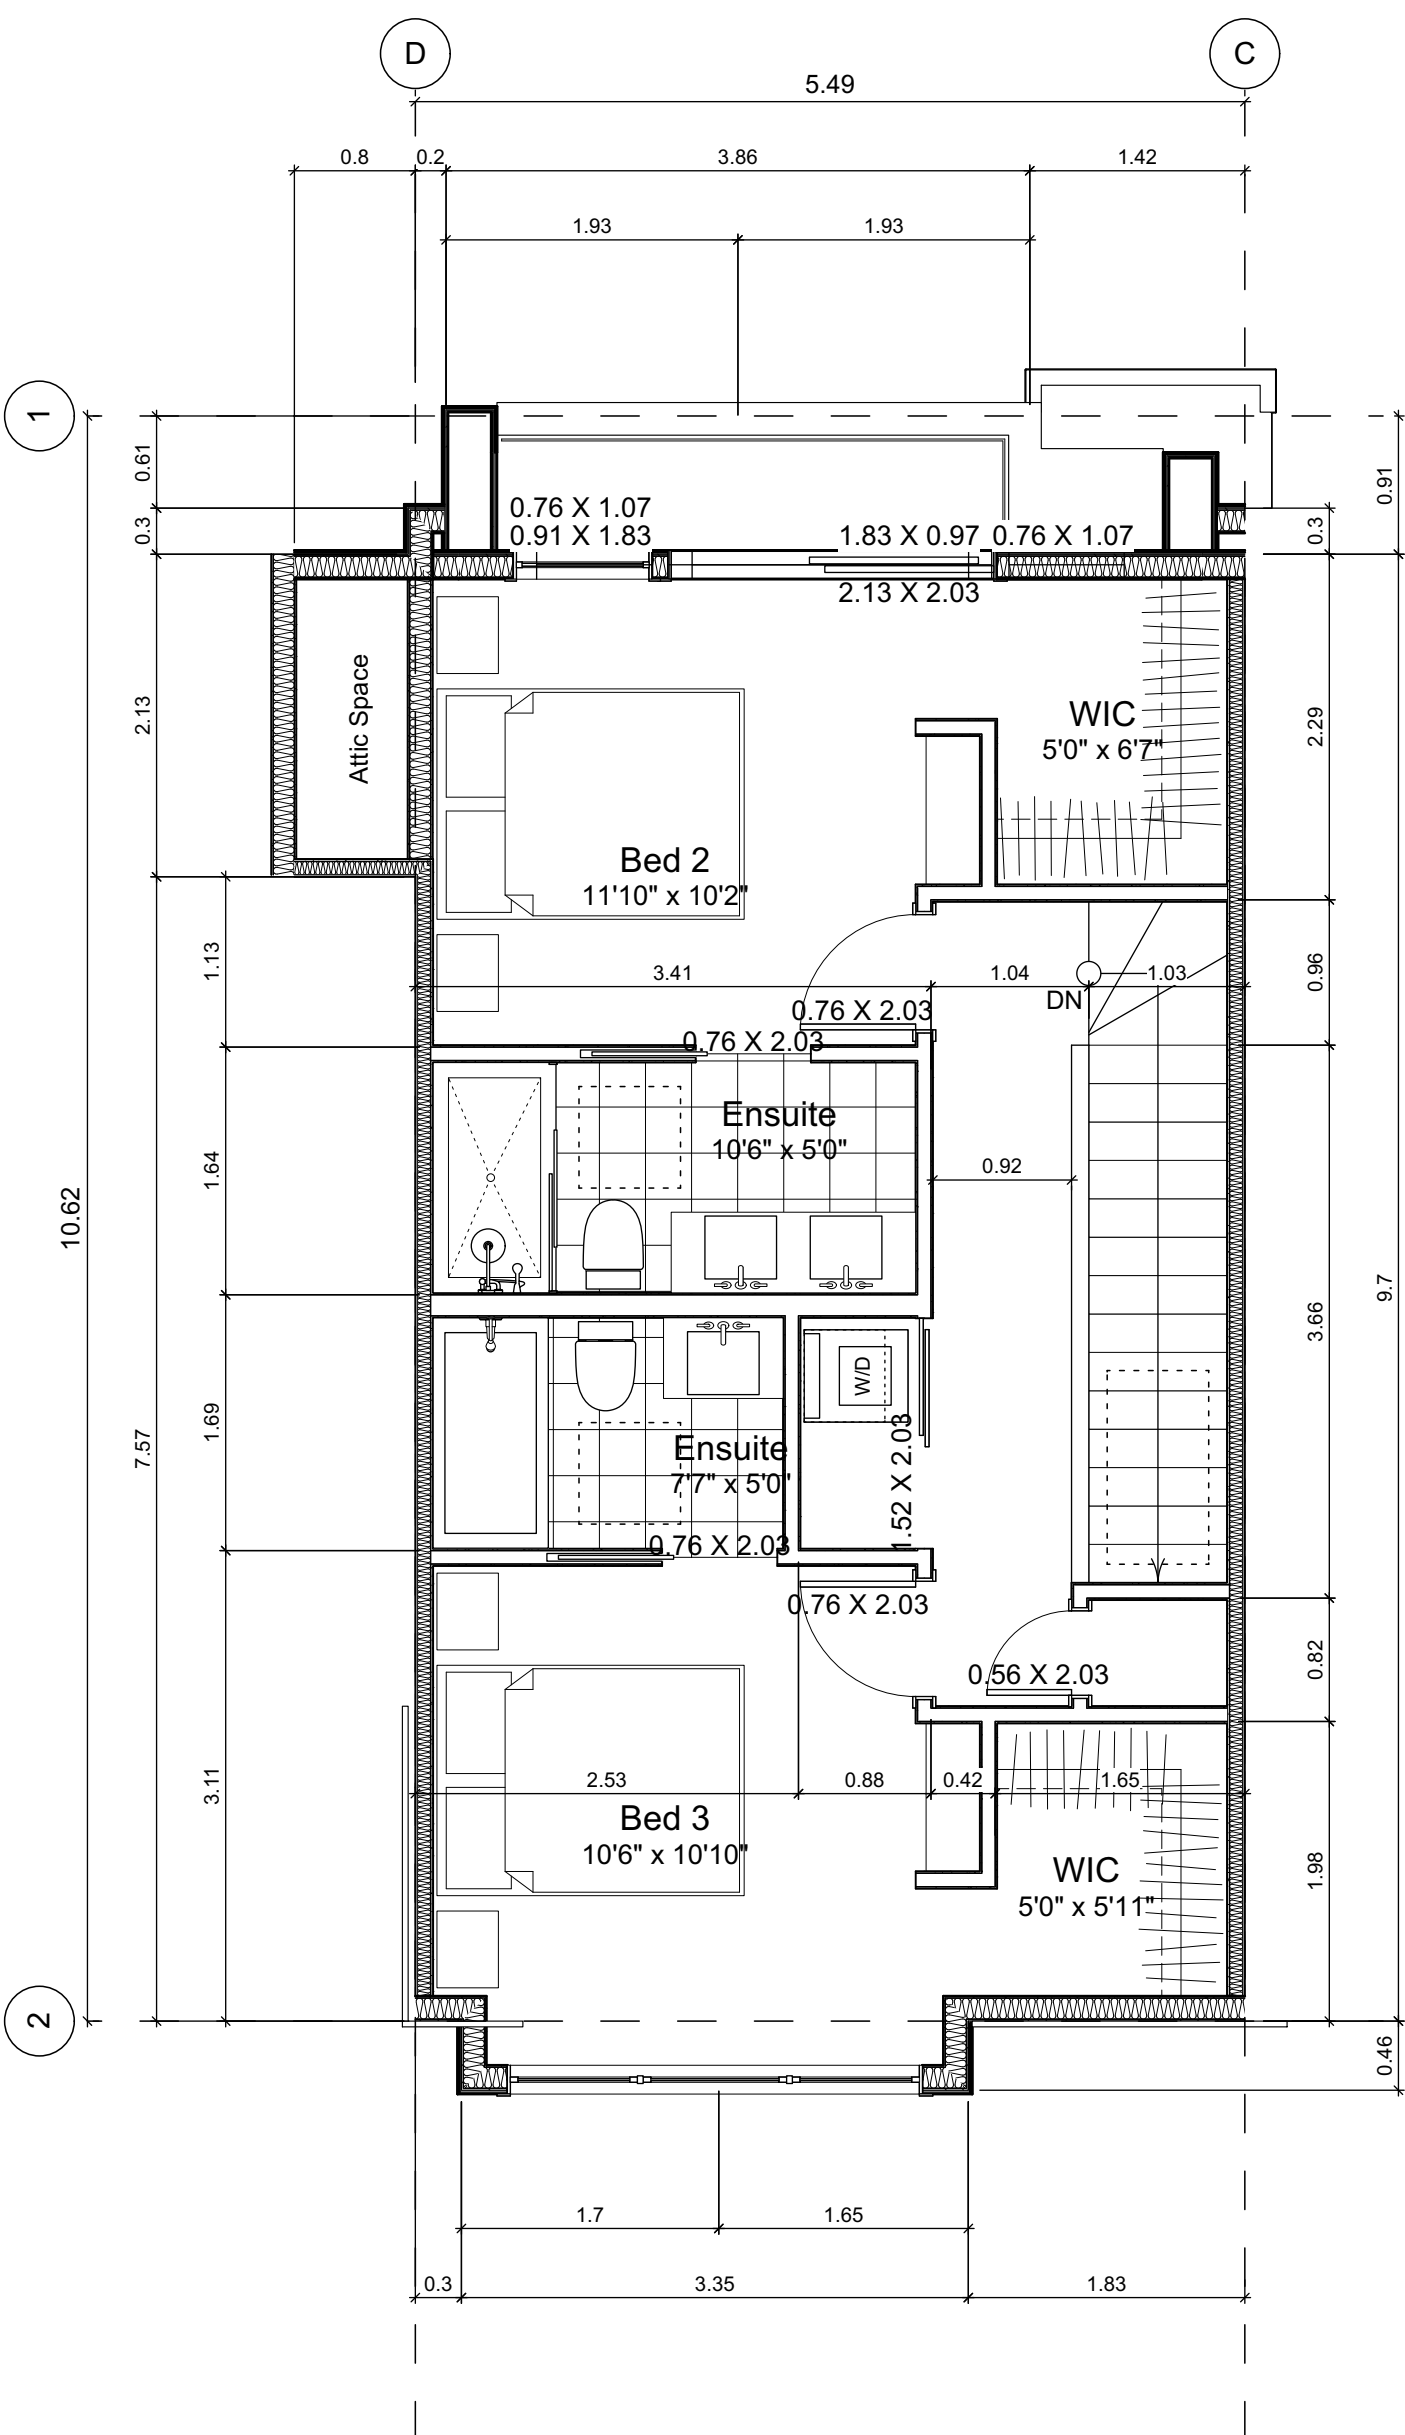 D
C
5.49
0.8
0.2
3.86
1.42
1.93
1.93
1
0.61
0.3
0.91
0.3
0.76 X 1.07
0.91 X 1.83
1.83 X 0.97
0.76 X 1.07
2.13 X 2.03
Attic Space
2.13
WIC
5'0" x 6'7"
2.29
Bed 2
11'10" x 10'2"
1.13
3.41
1.04
1.03
0.96
DN
0.76 X 2.03
0.76 X 2.03
Ensuite
10'6" x 5'0"
1.64
0.92
10.62
9.7
3.66
W/D
1.69
7.57
Ensuite
7'7" x 5'0"
1.52 X 2.03
0.76 X 2.03
0.76 X 2.03
0.56 X 2.03
0.82
3.11
2.53
0.88
0.42
1.65
Bed 3
10'6" x 10'10"
WIC
5'0" x 5'11"
1.98
2
0.46
1.7
1.65
0.3
3.35
1.83